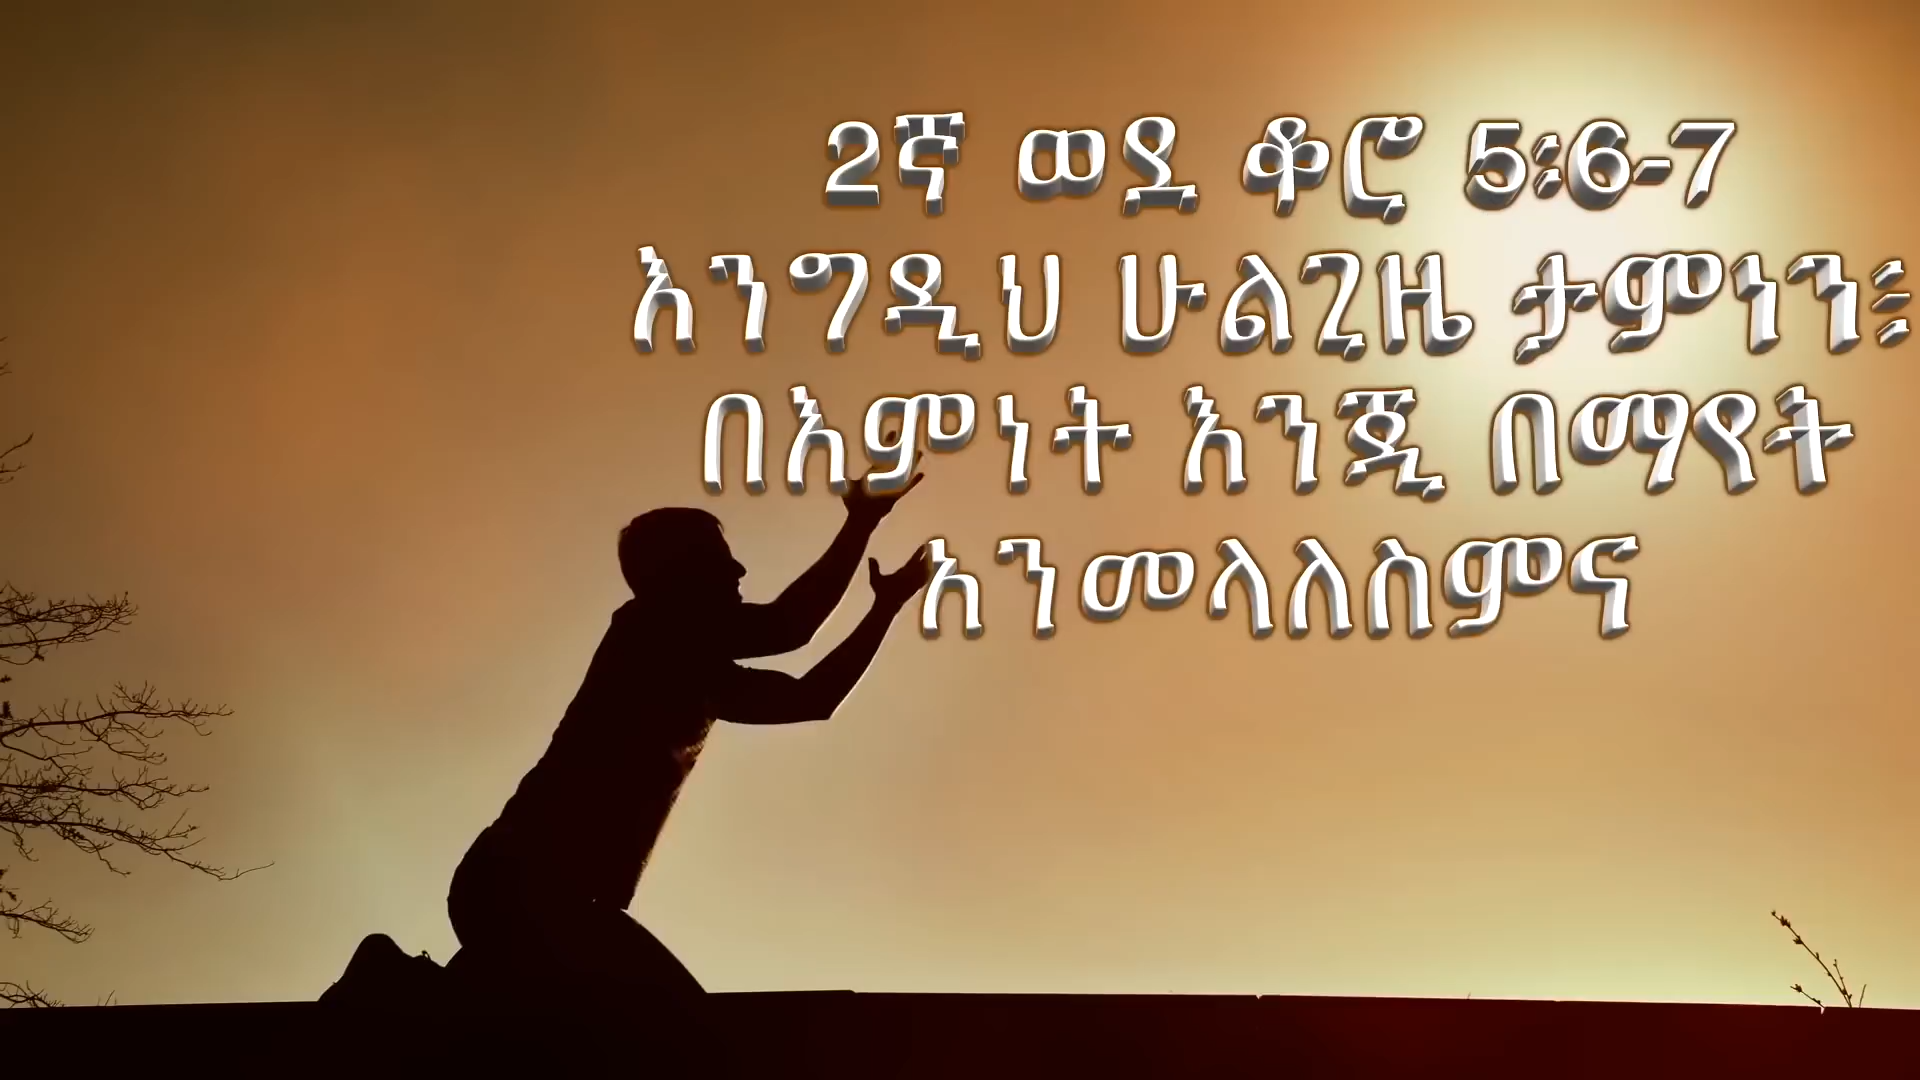 2ኛ ወደ ቆሮ 5፡6-7
እንግዲህ ሁልጊዜ ታምነን፤
በእምነት እንጂ በማየት
አንመላለስምና